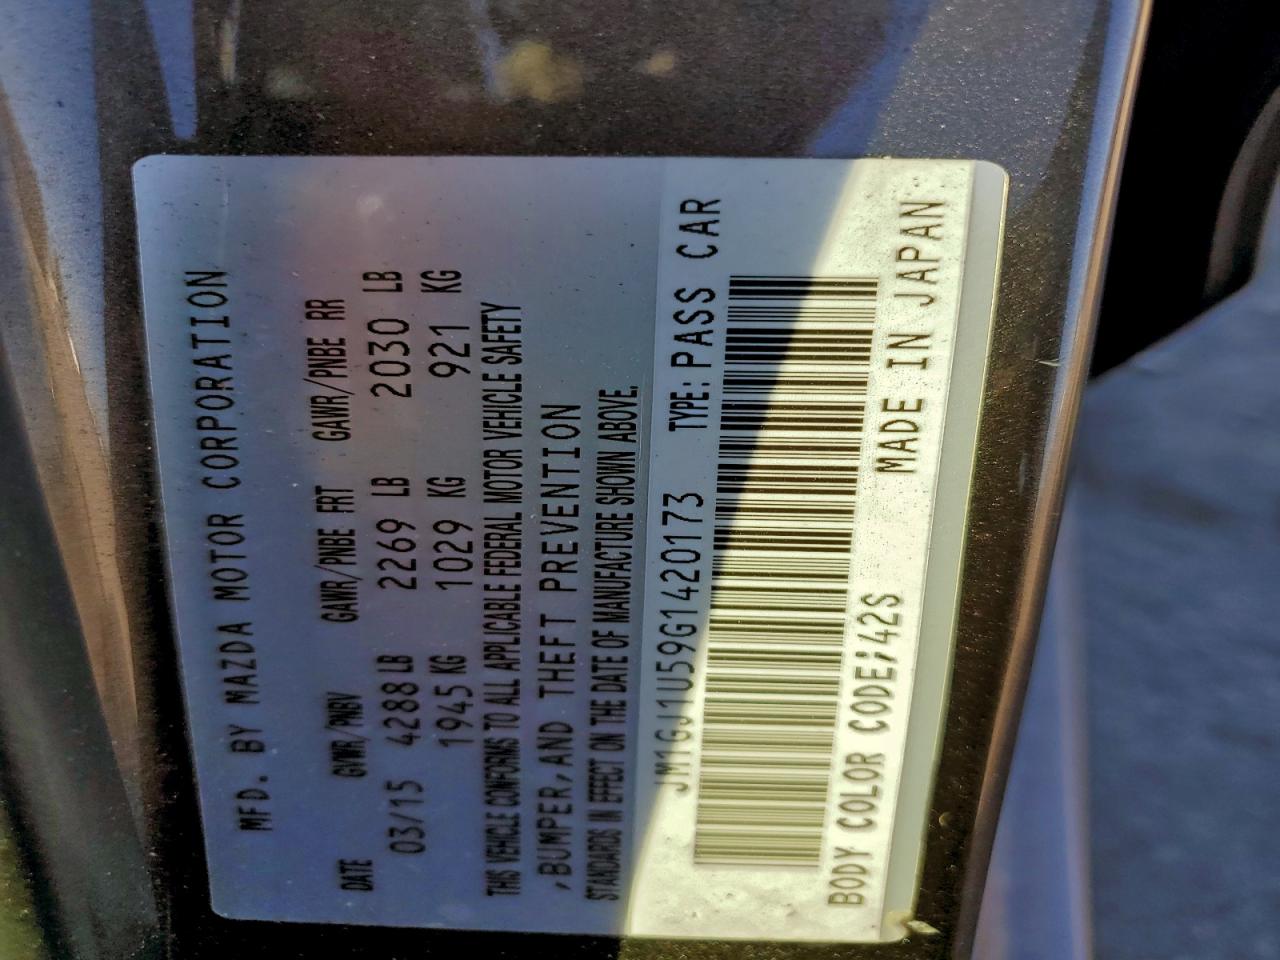 MFD. BY MAZDA MOTOR CORPORATION
DATE GVWR/PNBV GAWR/PNBE FRT GAWR/PNBE RR
03/15 4288 LB 2269 LB 2030 LB
1945 KG 1029 KG 921 KG
THIS VEHICLE CONFORMS TO ALL APPLICABLE FEDERAL MOTOR VEHICLE SAFETY
,BUMPER,AND THEFT PREVENTION
STANDARDS IN EFFECT ON THE DATE OF MANUFACTURE SHOWN ABOVE.
JM1GJ1U59G1420173 TYPE: PASS CAR
BODY COLOR CODE;42S MADE IN JAPAN